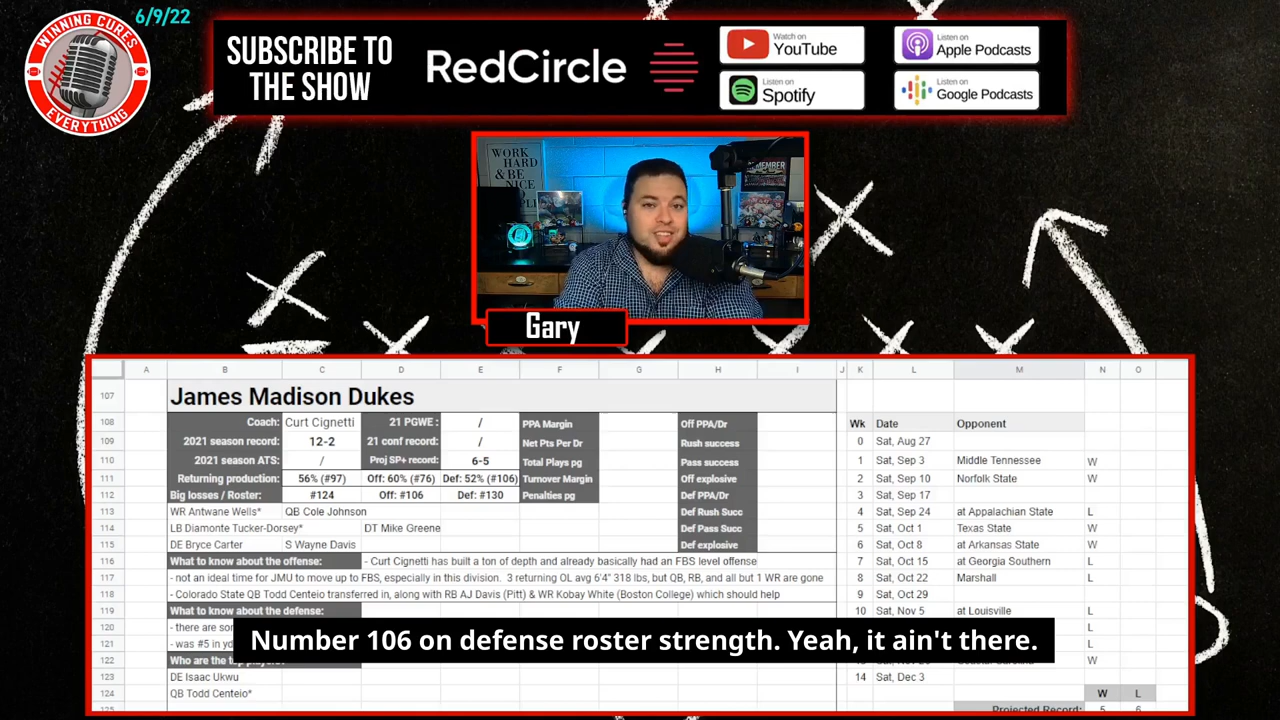 6/9/22
WINNING CURES
EVERYTHING
SUBSCRIBE TO
THE SHOW
RedCircle
Watch on
YouTube
Listen on
Spotify
Listen on
Apple Podcasts
Listen on
Google Podcasts
WORK
HARD
& BE
NICE
Gary
A B C D E F G H I J K L M N O
107 James Madison Dukes
108 Coach: Curt Cignetti 21 PGWE : / PPA Margin Off PPA/Dr Wk Date Opponent
109 2021 season record: 12-2 21 conf record: / Net Pts Per Dr Rush success 0 Sat, Aug 27
110 2021 season ATS: / Proj SP+ record: 6-5 Total Plays pg Pass success 1 Sat, Sep 3 Middle Tennesee W
111 Returning production: 56% (#97) Off: 60% (#76) Def: 52% (#106) Turnover Margin Off explosive 2 Sat, Sep 10 Norfolk State W
112 Big losses / Roster: #124 Off: #106 Def: #130 Penalties pg Def PPA/Dr 3 Sat, Sep 17
113 WR Antwane Wells* QB Cole Johnson Def Rush Succ 4 Sat, Sep 24 at Appalachian State L
114 LB Diamonte Tucker-Dorsey* DT Mike Greene Def Pass Succ 5 Sat, Oct 1 Texas State W
115 DE Bryce Carter S Wayne Davis Def explosive 6 Sat, Oct 8 at Arkansas State W
116 What to know about the offense: - Curt Cignetti has built a ton of depth and already basically had an FBS level offense 7 Sat, Oct 15 at Georgia Southern L
117 - not an ideal time for JMU to move up to FBS, especially in this division. 3 returning OL avg 6'4" 318 lbs, but QB, RB, and all but 1 WR are gone 8 Sat, Oct 22 Marshall L
118 - Colorado State QB Todd Centeio transferred in, along with RB AJ Davis (Pitt) & WR Kobay White (Boston College) which should help 9 Sat, Oct 29
119 What to know about the defense: 10 Sat, Nov 5 at Louisville L
120 - there are L
121 - was #5 in L
122 Who are the top players? W
123 DE Isaac Ukwu 14 Sat, Dec 3
124 QB Todd Centeio* W L
Projected Record: 5 6
Number 106 on defense roster strength. Yeah, it ain't there.